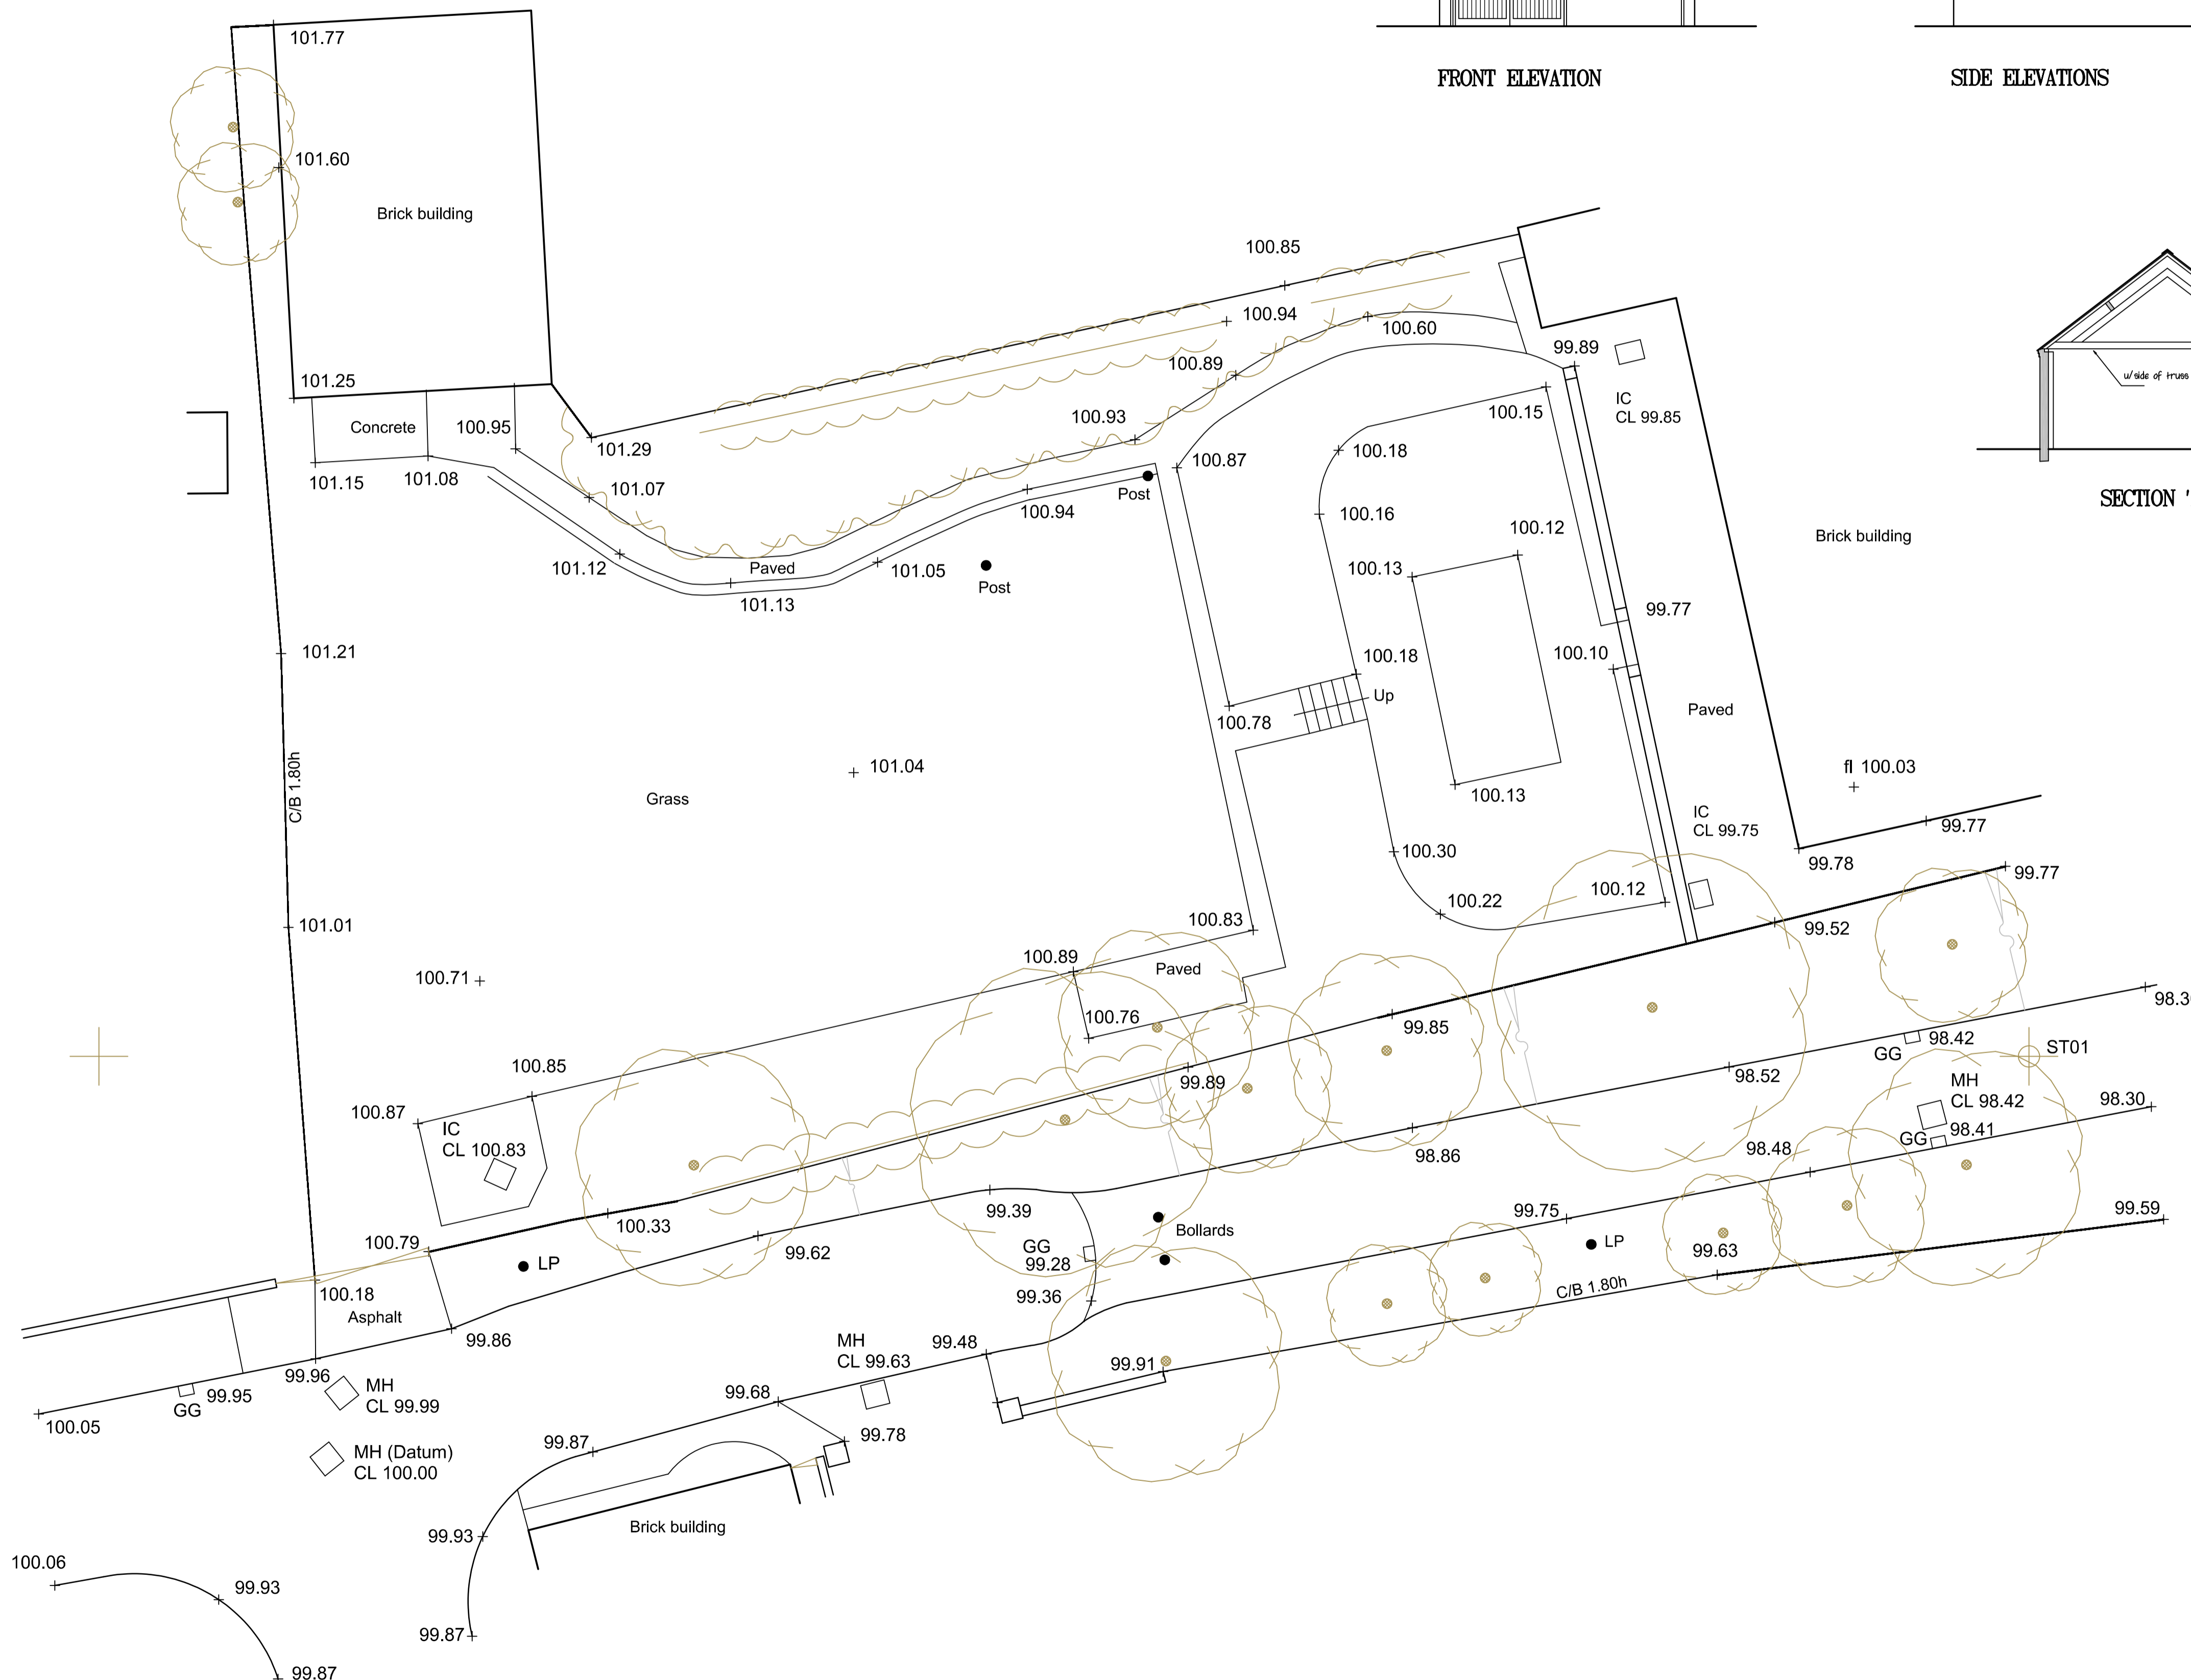 101.77
FRONT ELEVATION
SIDE ELEVATIONS
101.60
Brick building
100.85
100.94
100.60
100.89
99.89
101.25
u/side of truss
IC
CL 99.85
Concrete
100.95
100.93
100.15
101.29
100.18
101.15
101.08
101.07
100.87
Post
SECTION '
100.94
100.16
100.12
Brick building
101.12
Paved
101.05
100.13
Post
101.13
99.77
101.21
100.18
100.10
Up
100.78
Paved
C/B 1.80h
101.04
fl 100.03
Grass
100.13
IC
CL 99.75
99.77
100.30
99.78
99.77
100.12
100.22
101.01
100.83
99.52
100.89
Paved
100.71
98.3
100.76
99.85
98.42
GG
ST01
100.85
99.89
98.52
MH
CL 98.42
100.87
98.30
IC
CL 100.83
98.41
GG
98.86
98.48
99.39
99.75
99.59
100.33
Bollards
100.79
99.62
LP
GG
99.28
LP
99.63
100.18
99.36
C/B 1.80h
Asphalt
99.86
MH
CL 99.63
99.48
99.91
99.96
99.95
GG
MH
CL 99.99
99.68
100.05
99.87
99.78
MH (Datum)
CL 100.00
Brick building
99.93
100.06
99.93
99.87
99.87